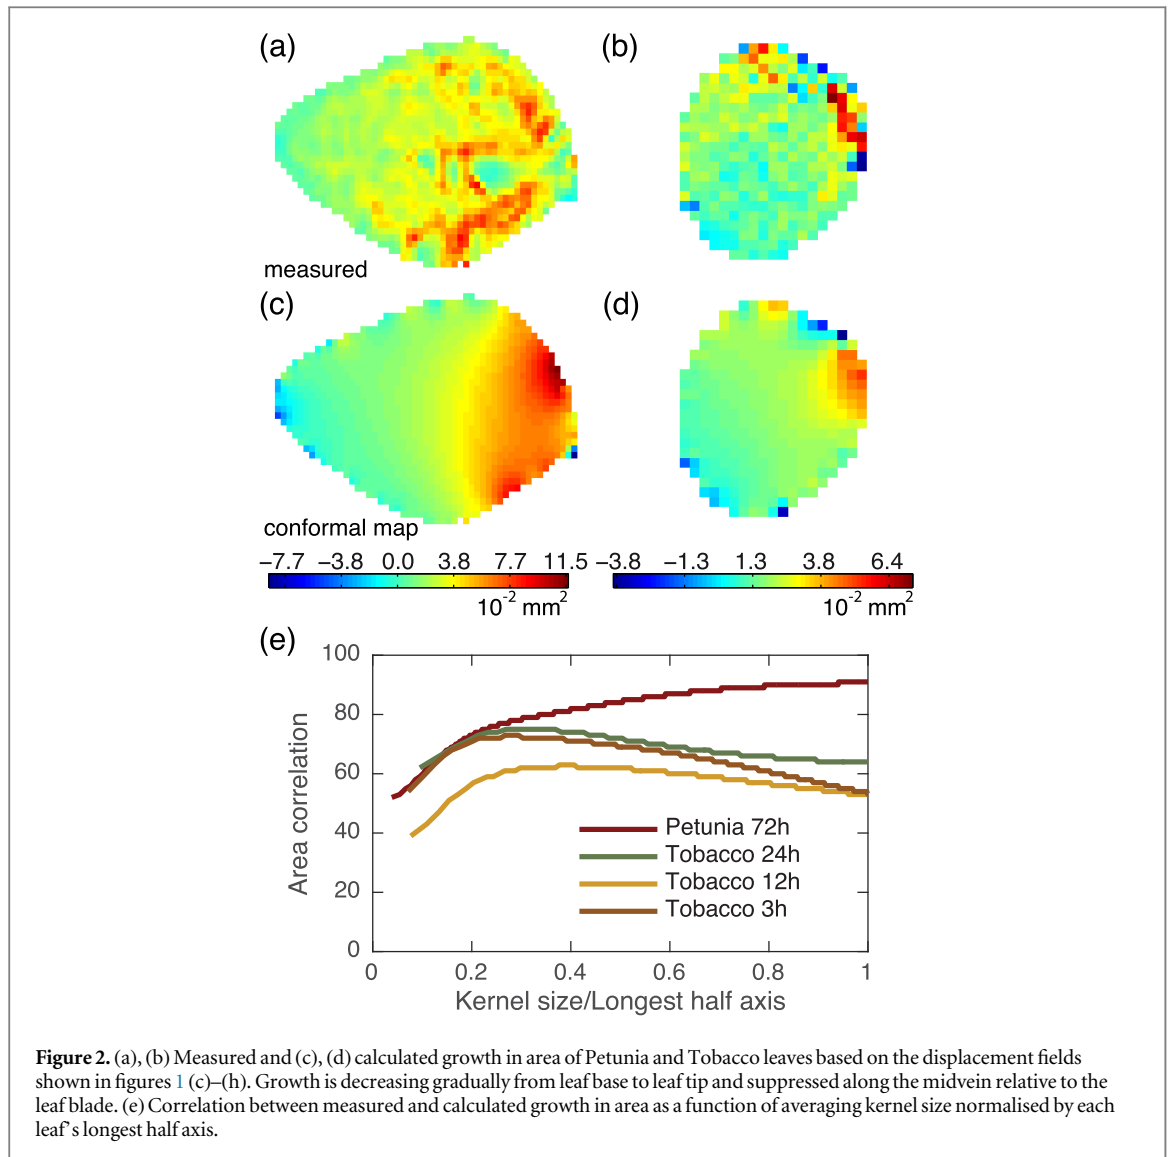 (a)
(b)
measured
(c)
(d)
conformal map
−7.7 −3.8 0.0 3.8 7.7 11.5
10⁻² mm²
−3.8 −1.3 1.3 3.8 6.4
10⁻² mm²
(e)
100
80
60
40
20
0
Area correlation
Petunia 72h
Tobacco 24h
Tobacco 12h
Tobacco 3h
0 0.2 0.4 0.6 0.8 1
Kernel size/Longest half axis
Figure 2. (a), (b) Measured and (c), (d) calculated growth in area of Petunia and Tobacco leaves based on the displacement fields
shown in figures 1 (c)–(h). Growth is decreasing gradually from leaf base to leaf tip and suppressed along the midvein relative to the
leaf blade. (e) Correlation between measured and calculated growth in area as a function of averaging kernel size normalised by each
leaf's longest half axis.